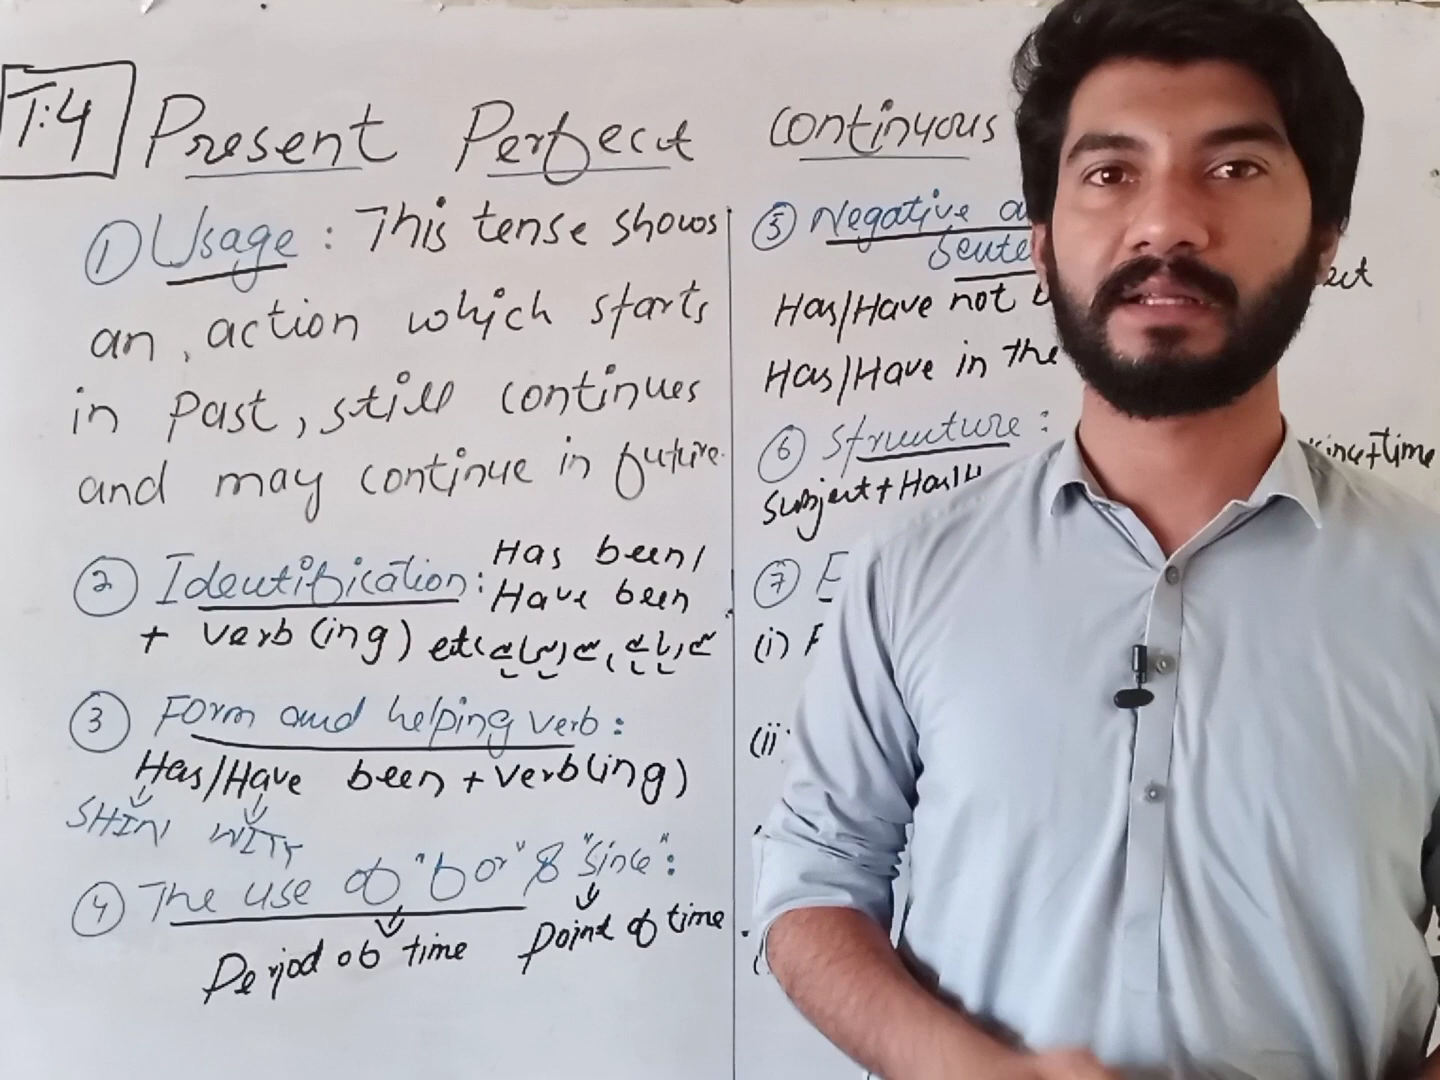 T:4
Present Perfect continuous
① Usage: This tense shows
an action which starts
in Past, still continues
and may continue in future.
② Identification: Has been/
Have been
+ verb (ing) etc
③ Form and helping verb:
Has/Have been + verb(ing)
SHIN WITY
④ The use of "for" & "Since":
Period of time Point of time
⑤ Negative
Has/Have not
Has/Have in the
⑥ Structure:
Subject + Has/
+time
⑦ E
(i)
(ii)